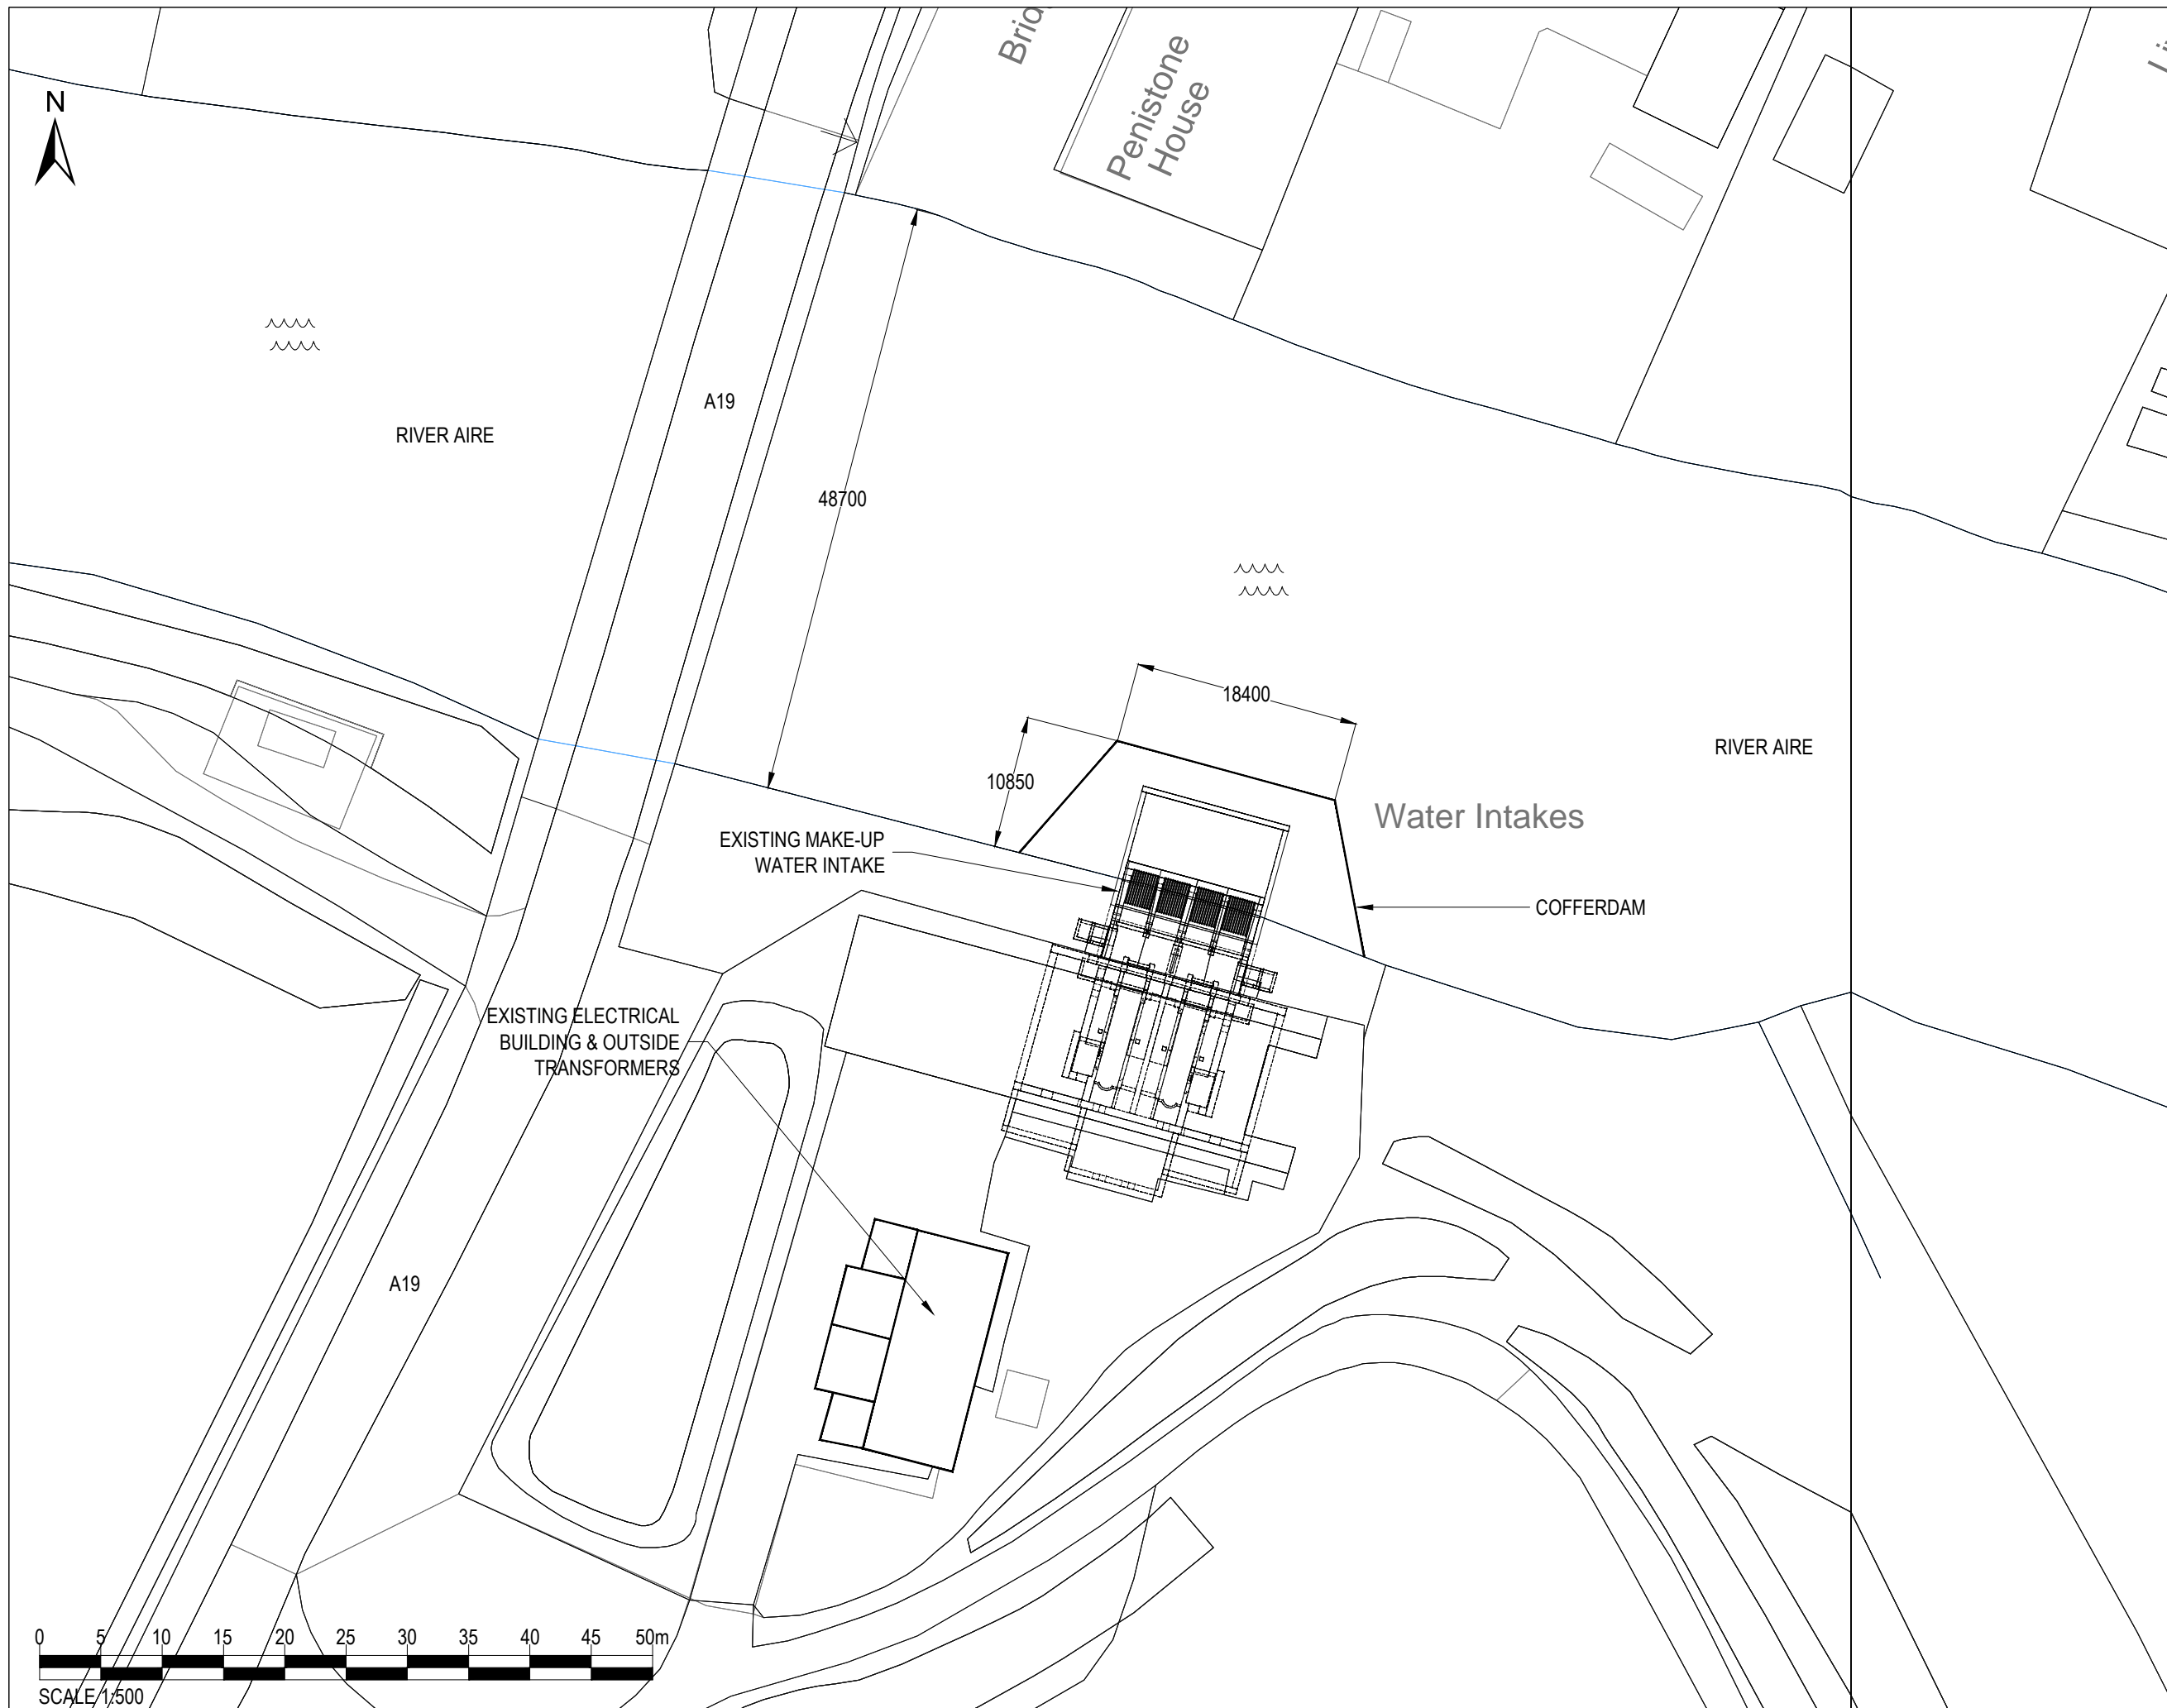 N
Penistone
House
A19
RIVER AIRE
48700
18400
10850
RIVER AIRE
Water Intakes
EXISTING MAKE-UP
WATER INTAKE
COFFERDAM
EXISTING ELECTRICAL
BUILDING & OUTSIDE
TRANSFORMERS
A19
0 5 10 15 20 25 30 35 40 45 50m
SCALE 1:500